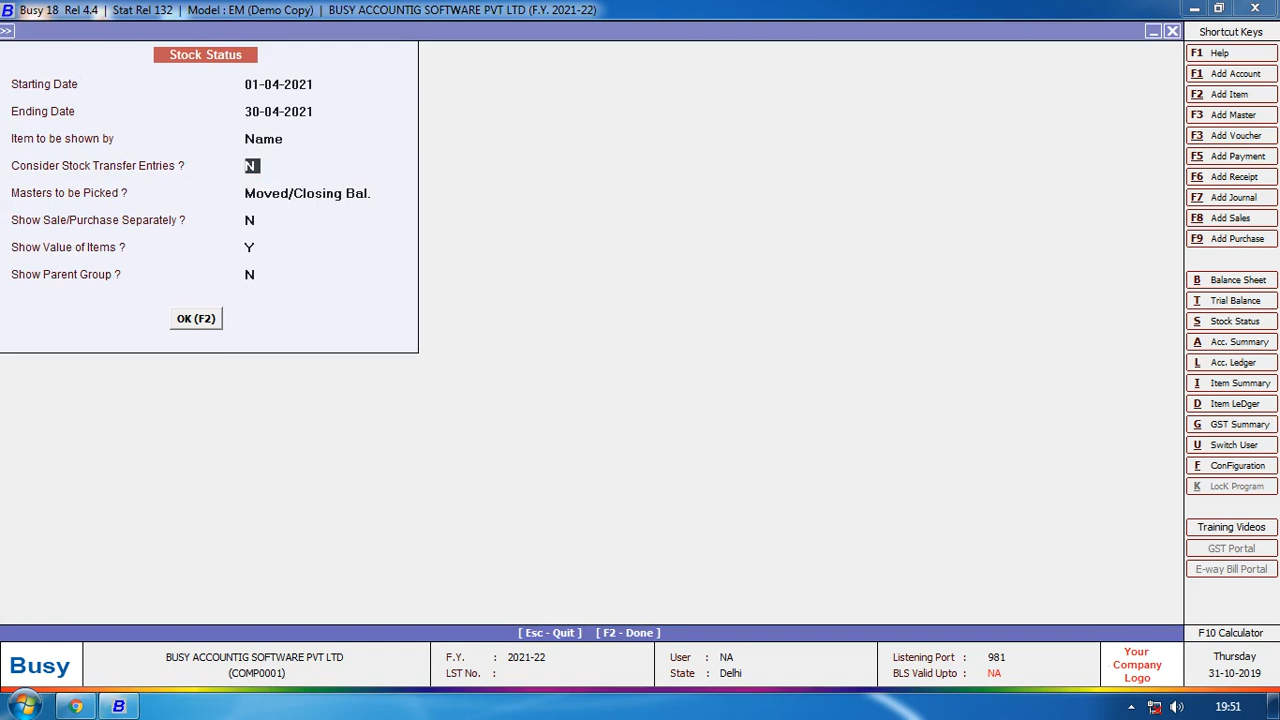 Busy 18 Rel 4.4 | Stat Rel 132 | Model : EM (Demo Copy) | BUSY ACCOUNTIG SOFTWARE PVT LTD (F.Y. 2021-22)
>>
Stock Status
Starting Date 01-04-2021
Ending Date 30-04-2021
Item to be shown by Name
Consider Stock Transfer Entries ? N
Masters to be Picked ? Moved/Closing Bal.
Show Sale/Purchase Separately ? N
Show Value of Items ? Y
Show Parent Group ? N
OK (F2)
Shortcut Keys
F1 Help
F1 Add Account
F2 Add Item
F3 Add Master
F3 Add Voucher
F5 Add Payment
F6 Add Receipt
F7 Add Journal
F8 Add Sales
F9 Add Purchase
B Balance Sheet
T Trial Balance
S Stock Status
A Acc. Summary
L Acc. Ledger
I Item Summary
D Item LeDger
G GST Summary
U Switch User
F ConFiguration
K LocK Program
Training Videos
GST Portal
E-way Bill Portal
[ Esc - Quit ] [ F2 - Done ]
F10 Calculator
Busy
BUSY ACCOUNTIG SOFTWARE PVT LTD
(COMP0001)
F.Y. : 2021-22
LST No. :
User : NA
State : Delhi
Listening Port : 981
BLS Valid Upto : NA
Your
Company
Logo
Thursday
31-10-2019
B
19:51